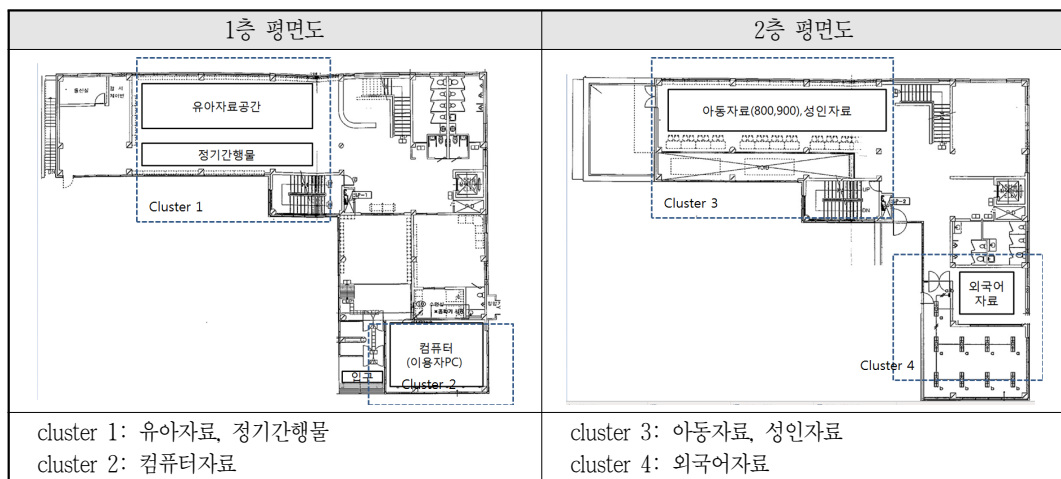 1층 평면도
2층 평면도
유아자료공간
정기간행물
Cluster 1
컴퓨터
(이용자PC)
Cluster 2
입구
아동자료(800,900),성인자료
UP
DN
Cluster 3
외국어
자료
Cluster 4
cluster 1: 유아자료, 정기간행물
cluster 2: 컴퓨터자료
cluster 3: 아동자료, 성인자료
cluster 4: 외국어자료